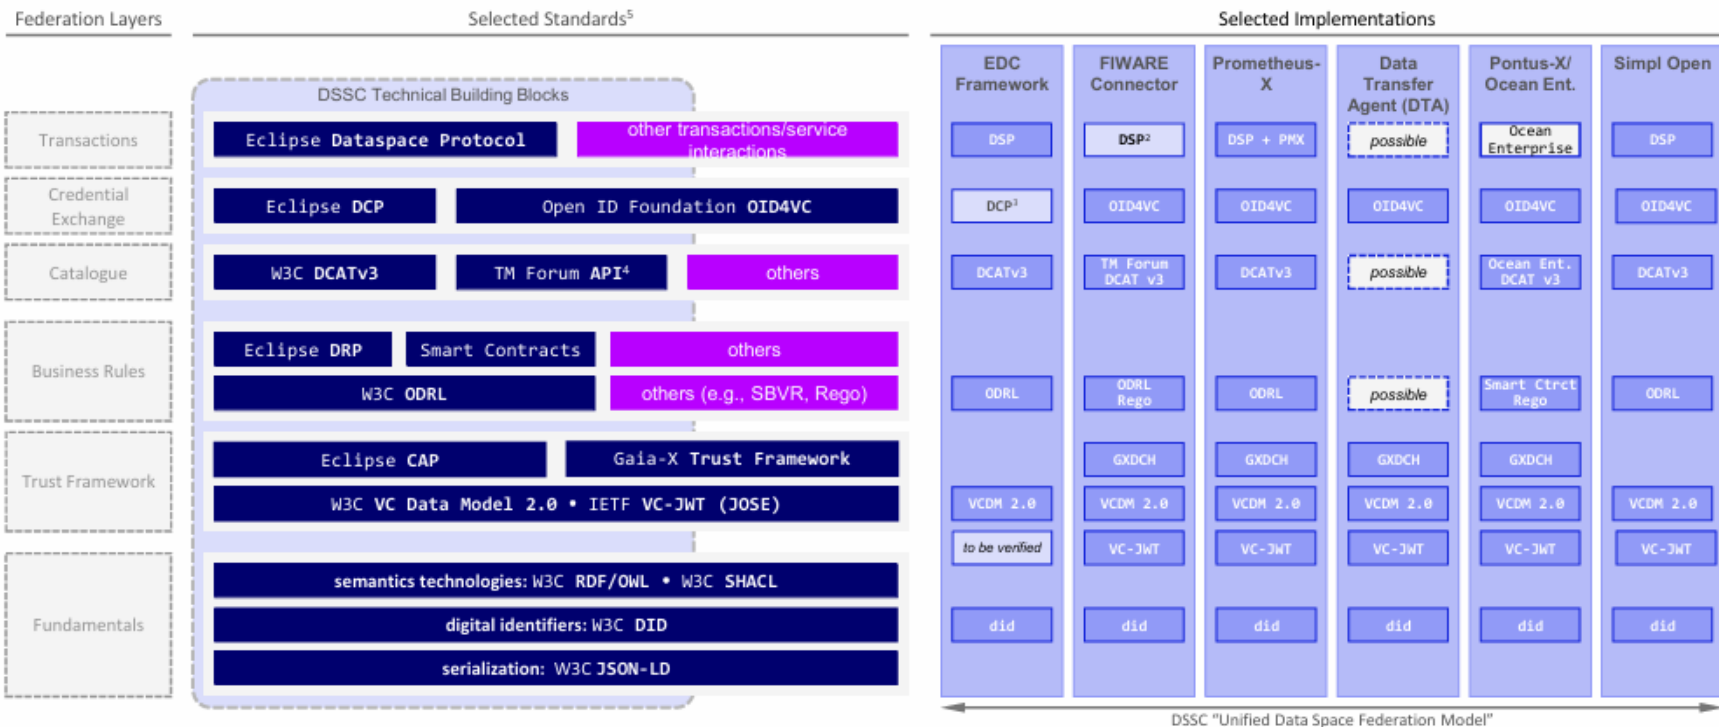 Federation Layers
Selected Standards⁵
Selected Implementations
DSSC Technical Building Blocks
EDC
Framework
FIWARE
Connector
Prometheus-
X
Data
Transfer
Agent (DTA)
Pontus-X/
Ocean Ent.
Simpl Open
Transactions
Eclipse Dataspace Protocol
other transactions/service
interactions
DSP
DSP²
DSP + PMX
possible
Ocean
Enterprise
DSP
Credential
Exchange
Eclipse DCP
Open ID Foundation OID4VC
DCP³
OID4VC
OID4VC
OID4VC
OID4VC
OID4VC
Catalogue
W3C DCATv3
TM Forum API⁴
others
DCATv3
TM Forum
DCAT v3
DCATv3
possible
Ocean Ent.
DCAT v3
DCATv3
Business Rules
Eclipse DRP
Smart Contracts
others
W3C ODRL
others (e.g., SBVR, Rego)
ODRL
ODRL
Rego
ODRL
possible
Smart Ctrct
Rego
ODRL
Trust Framework
Eclipse CAP
Gaia-X Trust Framework
GXDCH
GXDCH
GXDCH
GXDCH
W3C VC Data Model 2.0 • IETF VC-JWT (JOSE)
VCDM 2.0
VCDM 2.0
VCDM 2.0
VCDM 2.0
VCDM 2.0
VCDM 2.0
to be verified
VC-JWT
VC-JWT
VC-JWT
VC-JWT
VC-JWT
Fundamentals
semantics technologies: W3C RDF/OWL • W3C SHACL
digital identifiers: W3C DID
did
did
did
did
did
did
serialization: W3C JSON-LD
DSSC "Unified Data Space Federation Model"